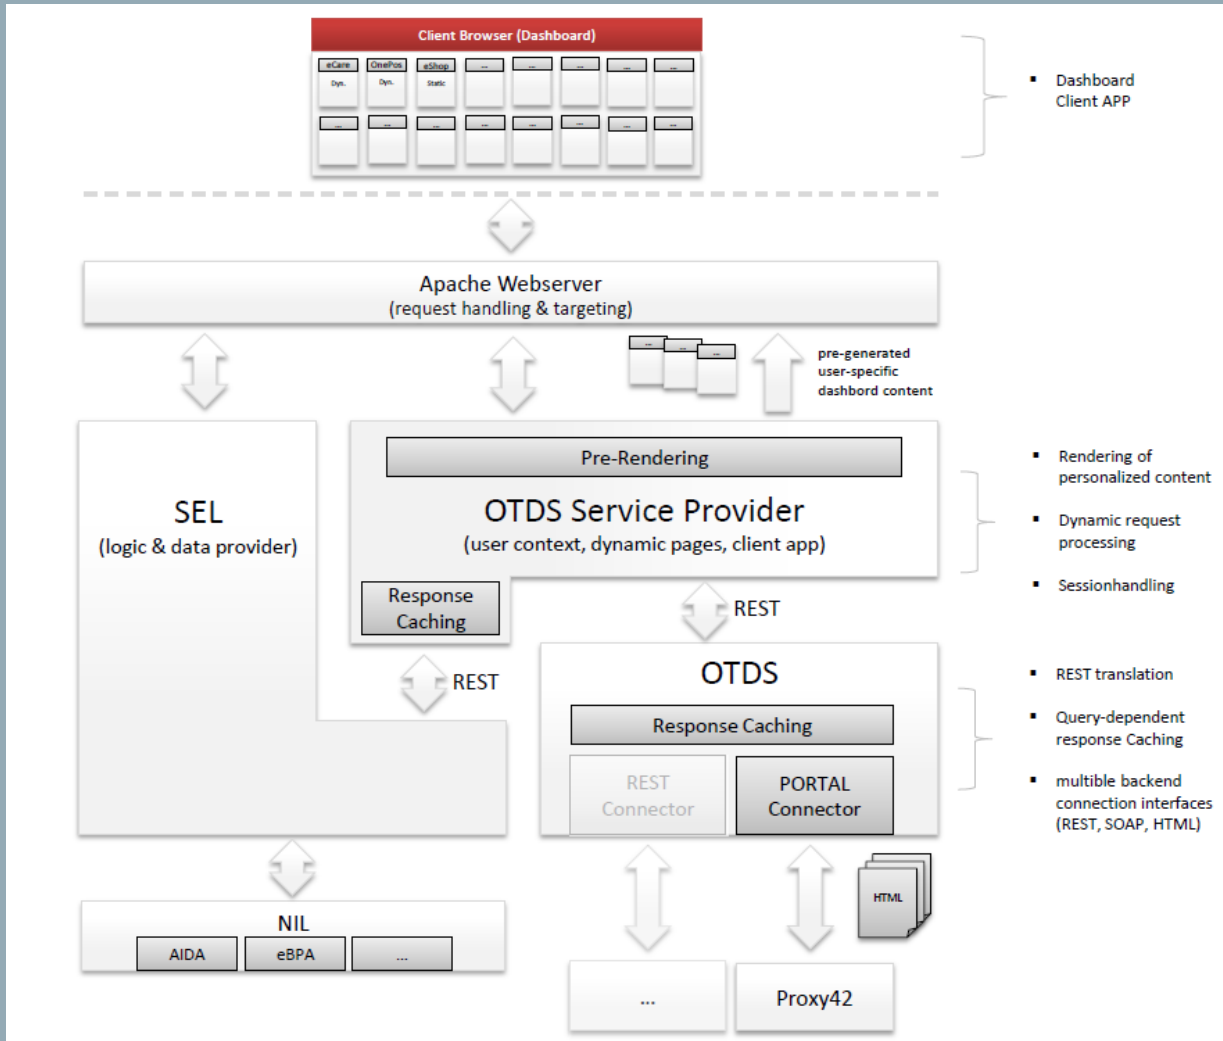 Client Browser (Dashboard)
eCare OnePos eShop ... ... ... ... ...
Dyn. Dyn. Static
... ... ... ... ... ... ... ...
▪ Dashboard
Client APP
Apache Webserver
(request handling & targeting)
... ... ...
pre-generated
user-specific
dashbord content
SEL
(logic & data provider)
Pre-Rendering
OTDS Service Provider
(user context, dynamic pages, client app)
Response
Caching
▪ Rendering of
personalized content
▪ Dynamic request
processing
▪ Sessionhandling
REST
REST
OTDS
Response Caching
REST
Connector
PORTAL
Connector
▪ REST translation
▪ Query-dependent
response Caching
▪ multible backend
connection interfaces
(REST, SOAP, HTML)
HTML
NIL
AIDA eBPA ...
...
Proxy42